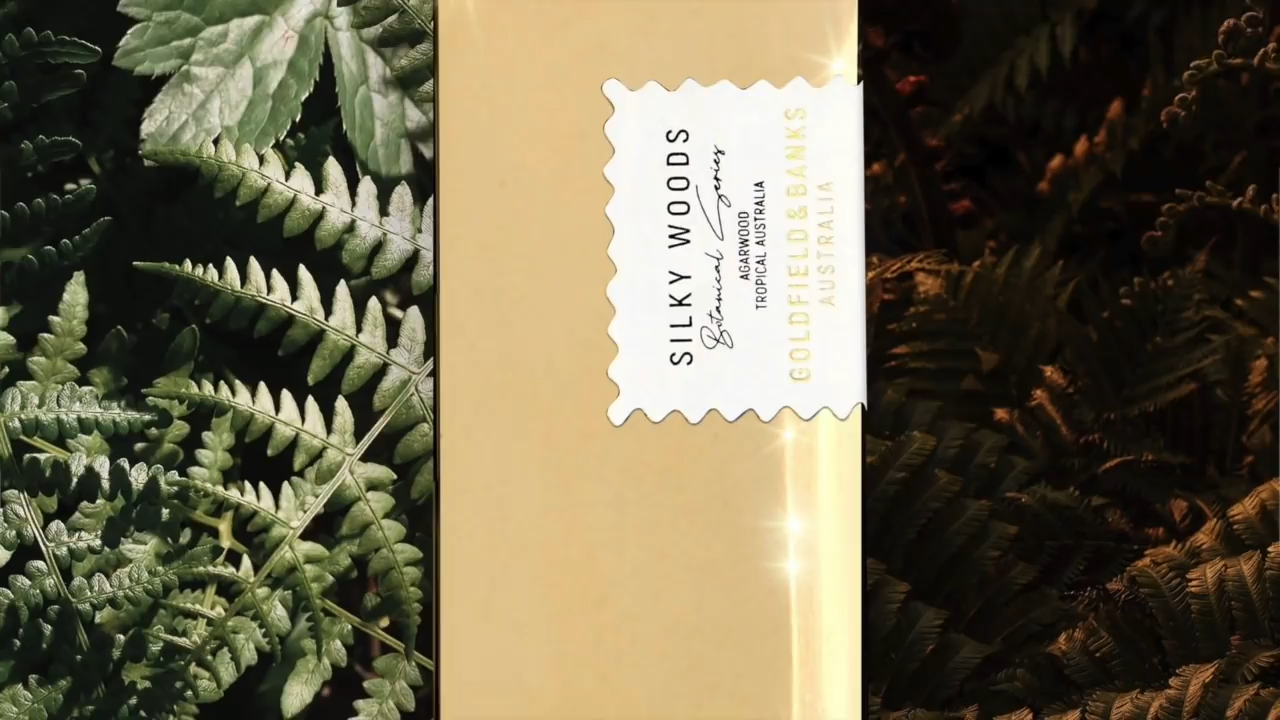 SILKY WOODS
Botanical Series
AGARWOOD
TROPICAL AUSTRALIA
GOLDFIELD & BANKS
AUSTRALIA